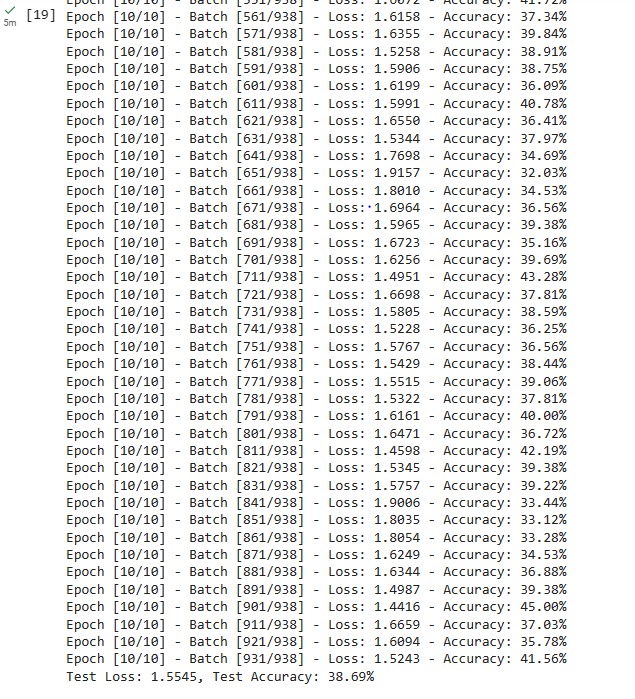 [19]
5m
Epoch [10/10] - Batch [551/938] - Loss: 1.6072 - Accuracy: 41.72%
Epoch [10/10] - Batch [561/938] - Loss: 1.6158 - Accuracy: 37.34%
Epoch [10/10] - Batch [571/938] - Loss: 1.6355 - Accuracy: 39.84%
Epoch [10/10] - Batch [581/938] - Loss: 1.5258 - Accuracy: 38.91%
Epoch [10/10] - Batch [591/938] - Loss: 1.5906 - Accuracy: 38.75%
Epoch [10/10] - Batch [601/938] - Loss: 1.6199 - Accuracy: 36.09%
Epoch [10/10] - Batch [611/938] - Loss: 1.5991 - Accuracy: 40.78%
Epoch [10/10] - Batch [621/938] - Loss: 1.6550 - Accuracy: 36.41%
Epoch [10/10] - Batch [631/938] - Loss: 1.5344 - Accuracy: 37.97%
Epoch [10/10] - Batch [641/938] - Loss: 1.7698 - Accuracy: 34.69%
Epoch [10/10] - Batch [651/938] - Loss: 1.9157 - Accuracy: 32.03%
Epoch [10/10] - Batch [661/938] - Loss: 1.8010 - Accuracy: 34.53%
Epoch [10/10] - Batch [671/938] - Loss: 1.6964 - Accuracy: 36.56%
Epoch [10/10] - Batch [681/938] - Loss: 1.5965 - Accuracy: 39.38%
Epoch [10/10] - Batch [691/938] - Loss: 1.6723 - Accuracy: 35.16%
Epoch [10/10] - Batch [701/938] - Loss: 1.6256 - Accuracy: 39.69%
Epoch [10/10] - Batch [711/938] - Loss: 1.4951 - Accuracy: 43.28%
Epoch [10/10] - Batch [721/938] - Loss: 1.6698 - Accuracy: 37.81%
Epoch [10/10] - Batch [731/938] - Loss: 1.5805 - Accuracy: 38.59%
Epoch [10/10] - Batch [741/938] - Loss: 1.5228 - Accuracy: 36.25%
Epoch [10/10] - Batch [751/938] - Loss: 1.5767 - Accuracy: 36.56%
Epoch [10/10] - Batch [761/938] - Loss: 1.5429 - Accuracy: 38.44%
Epoch [10/10] - Batch [771/938] - Loss: 1.5515 - Accuracy: 39.06%
Epoch [10/10] - Batch [781/938] - Loss: 1.5322 - Accuracy: 37.81%
Epoch [10/10] - Batch [791/938] - Loss: 1.6161 - Accuracy: 40.00%
Epoch [10/10] - Batch [801/938] - Loss: 1.6471 - Accuracy: 36.72%
Epoch [10/10] - Batch [811/938] - Loss: 1.4598 - Accuracy: 42.19%
Epoch [10/10] - Batch [821/938] - Loss: 1.5345 - Accuracy: 39.38%
Epoch [10/10] - Batch [831/938] - Loss: 1.5757 - Accuracy: 39.22%
Epoch [10/10] - Batch [841/938] - Loss: 1.9006 - Accuracy: 33.44%
Epoch [10/10] - Batch [851/938] - Loss: 1.8035 - Accuracy: 33.12%
Epoch [10/10] - Batch [861/938] - Loss: 1.8054 - Accuracy: 33.28%
Epoch [10/10] - Batch [871/938] - Loss: 1.6249 - Accuracy: 34.53%
Epoch [10/10] - Batch [881/938] - Loss: 1.6344 - Accuracy: 36.88%
Epoch [10/10] - Batch [891/938] - Loss: 1.4987 - Accuracy: 39.38%
Epoch [10/10] - Batch [901/938] - Loss: 1.4416 - Accuracy: 45.00%
Epoch [10/10] - Batch [911/938] - Loss: 1.6659 - Accuracy: 37.03%
Epoch [10/10] - Batch [921/938] - Loss: 1.6094 - Accuracy: 35.78%
Epoch [10/10] - Batch [931/938] - Loss: 1.5243 - Accuracy: 41.56%
Test Loss: 1.5545, Test Accuracy: 38.69%